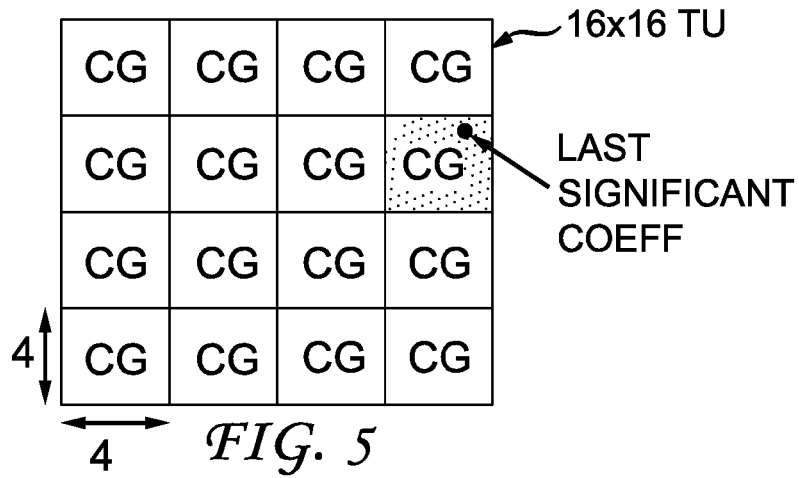 16x16 TU
CG CG CG CG
CG CG CG CG
LAST
SIGNIFICANT
COEFF
CG CG CG CG
4
CG CG CG CG
4
FIG. 5